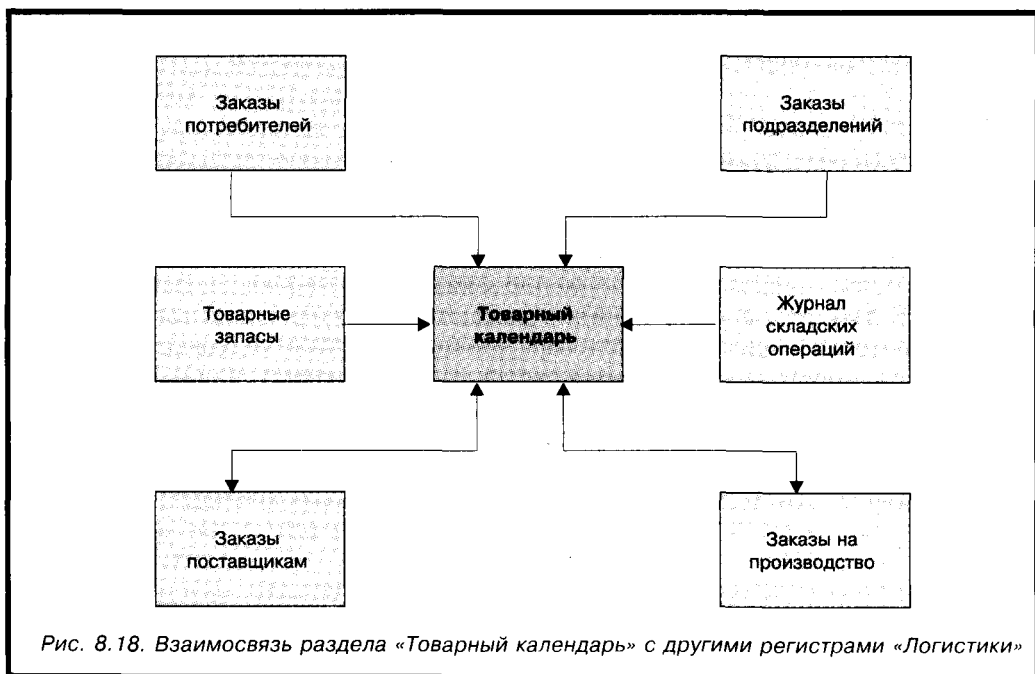 Заказы
потребителей
Заказы
подразделений
Товарные
запасы
Товарный
календарь
Журнал
складских
операций
Заказы
поставщикам
Заказы на
производство
Рис. 8.18. Взаимосвязь раздела «Товарный календарь» с другими регистрами «Логистики»